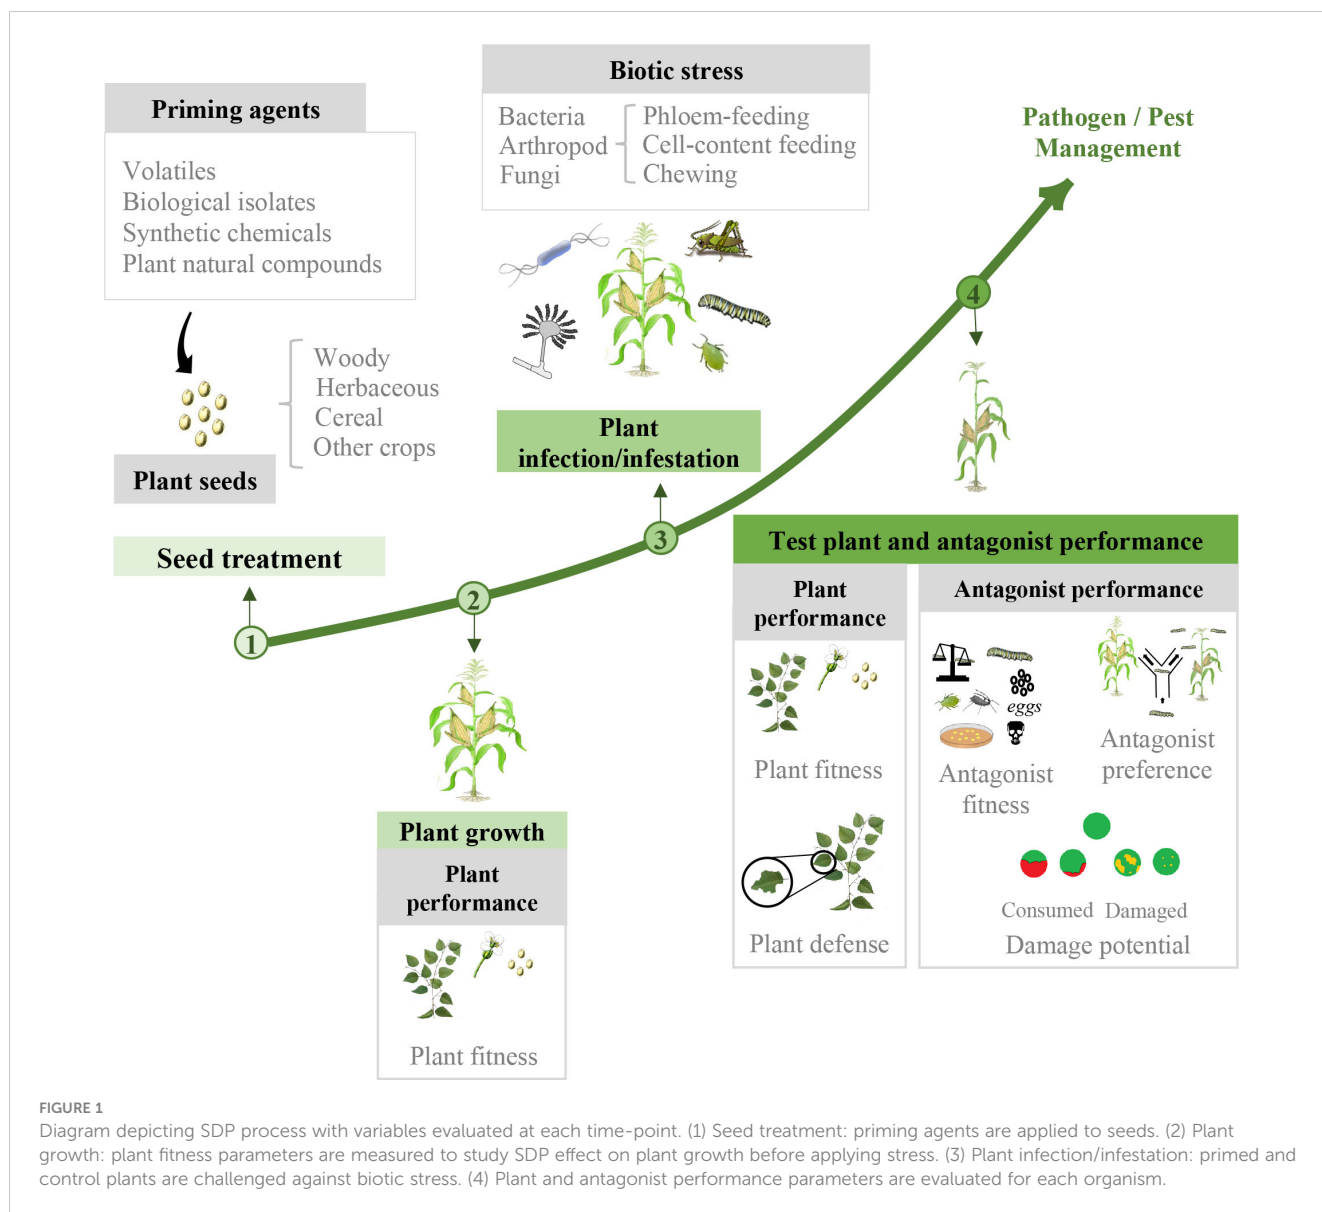 Priming agents
Volatiles
Biological isolates
Synthetic chemicals
Plant natural compounds
Woody
Herbaceous
Cereal
Other crops
Plant seeds
Seed treatment
1
2
Plant growth
Plant
performance
Plant fitness
Biotic stress
Bacteria
Arthropod
Fungi
Phloem-feeding
Cell-content feeding
Chewing
Plant
infection/infestation
3
Pathogen / Pest
Management
4
Test plant and antagonist performance
Plant
performance
Plant fitness
Plant defense
Antagonist performance
eggs
Antagonist
fitness
Antagonist
preference
Consumed Damaged
Damage potential
FIGURE 1
Diagram depicting SDP process with variables evaluated at each time-point. (1) Seed treatment: priming agents are applied to seeds. (2) Plant
growth: plant fitness parameters are measured to study SDP effect on plant growth before applying stress. (3) Plant infection/infestation: primed and
control plants are challenged against biotic stress. (4) Plant and antagonist performance parameters are evaluated for each organism.